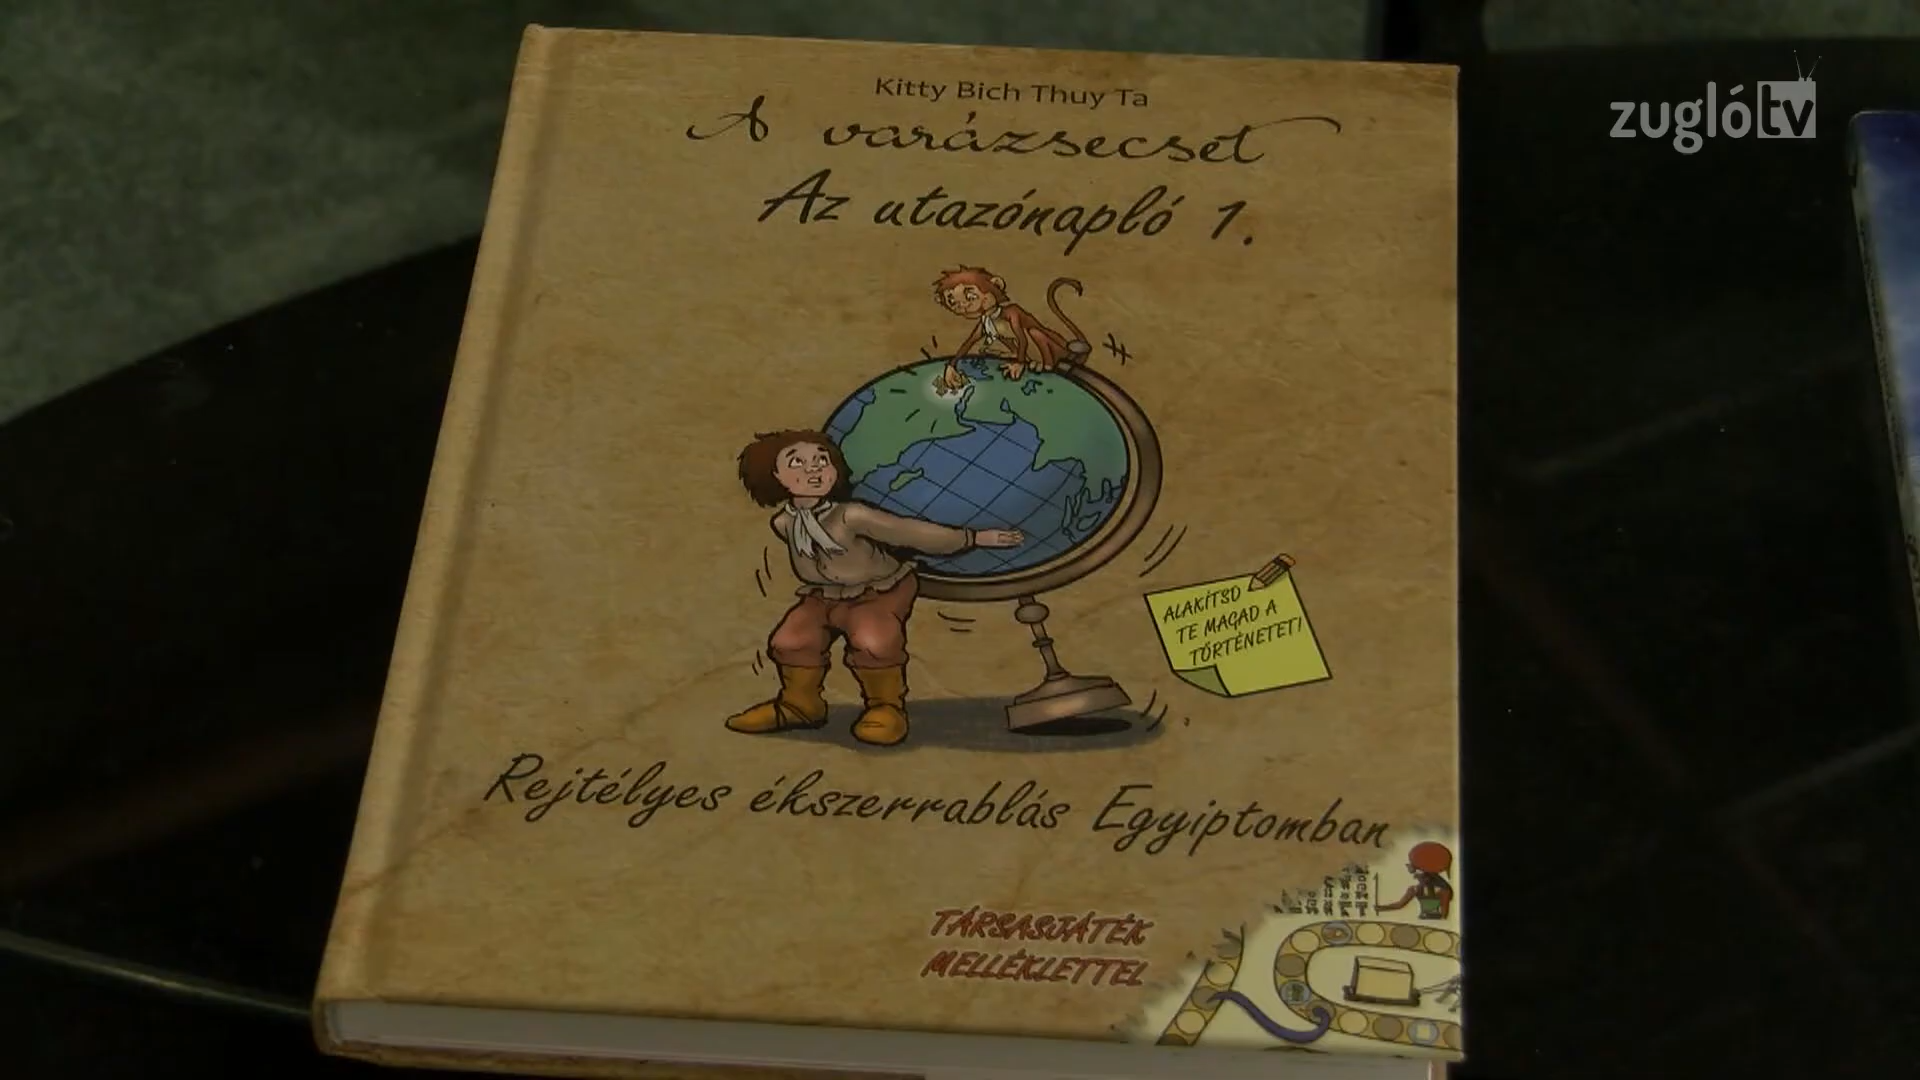 Kitty Bich Thuy Ta
A varázsecset
Az utazónapló 1.
zuglótv
ALAKÍTSD
TE MAGAD A
TÖRTÉNETET!
Rejtélyes ékszerrablás Egyiptomban
TÁRSASJÁTÉK
MELLÉKLETTEL